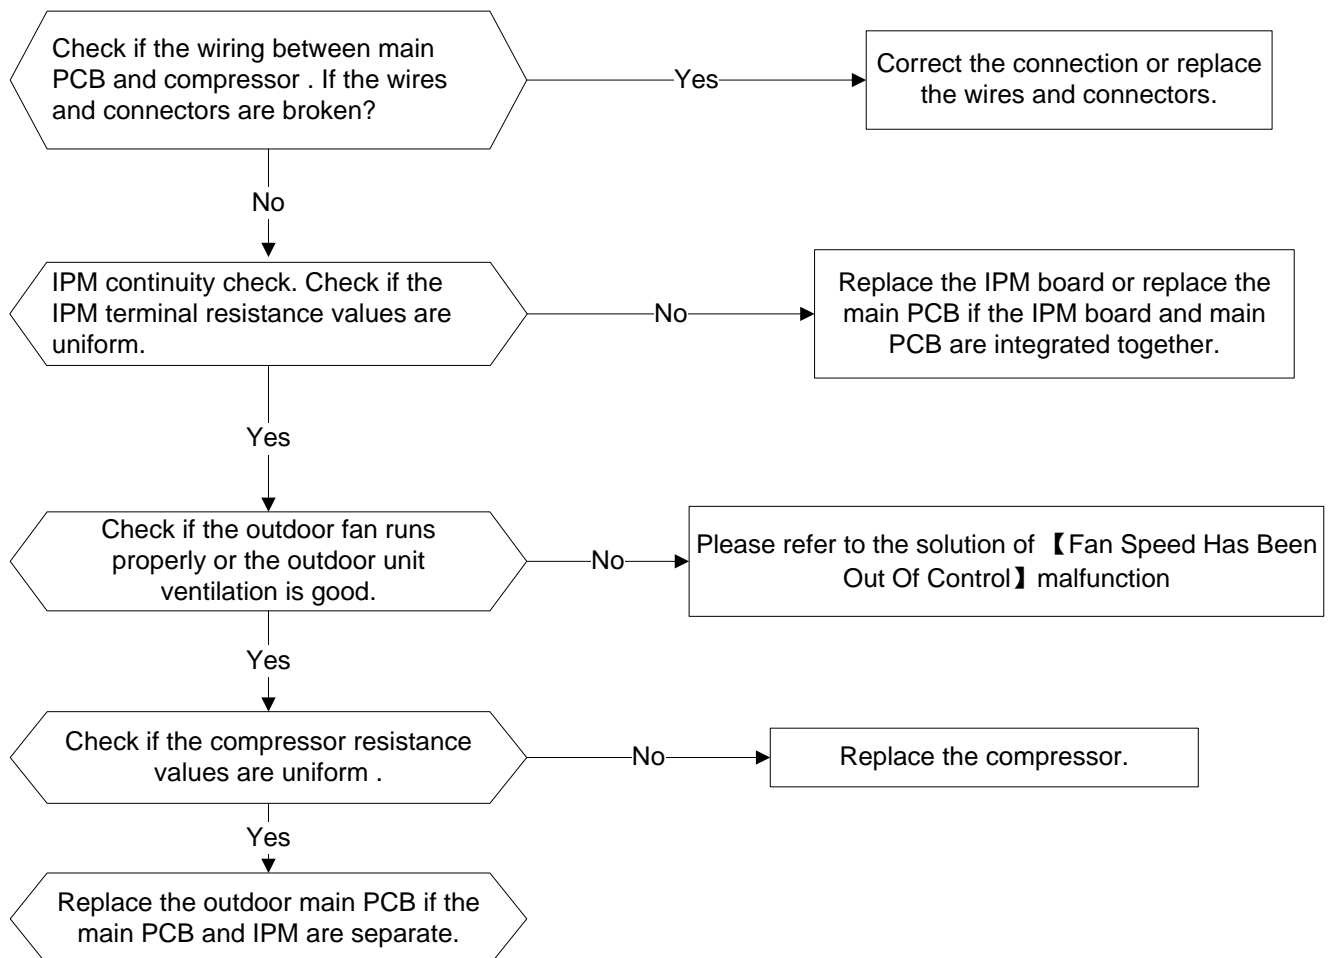 Check if the wiring between main
PCB and compressor . If the wires
and connectors are broken?
Yes
Correct the connection or replace
the wires and connectors.
No
IPM continuity check. Check if the
IPM terminal resistance values are
uniform.
No
Replace the IPM board or replace the
main PCB if the IPM board and main
PCB are integrated together.
Yes
Check if the outdoor fan runs
properly or the outdoor unit
ventilation is good.
No
Please refer to the solution of 【Fan Speed Has Been
Out Of Control】malfunction
Yes
Check if the compressor resistance
values are uniform .
No
Replace the compressor.
Yes
Replace the outdoor main PCB if the
main PCB and IPM are separate.